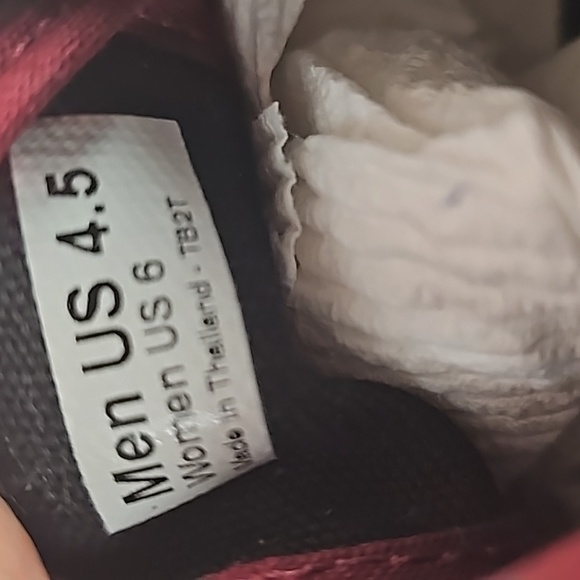 Men US 4.5
Women US 6
Made in Thailand - TB2T